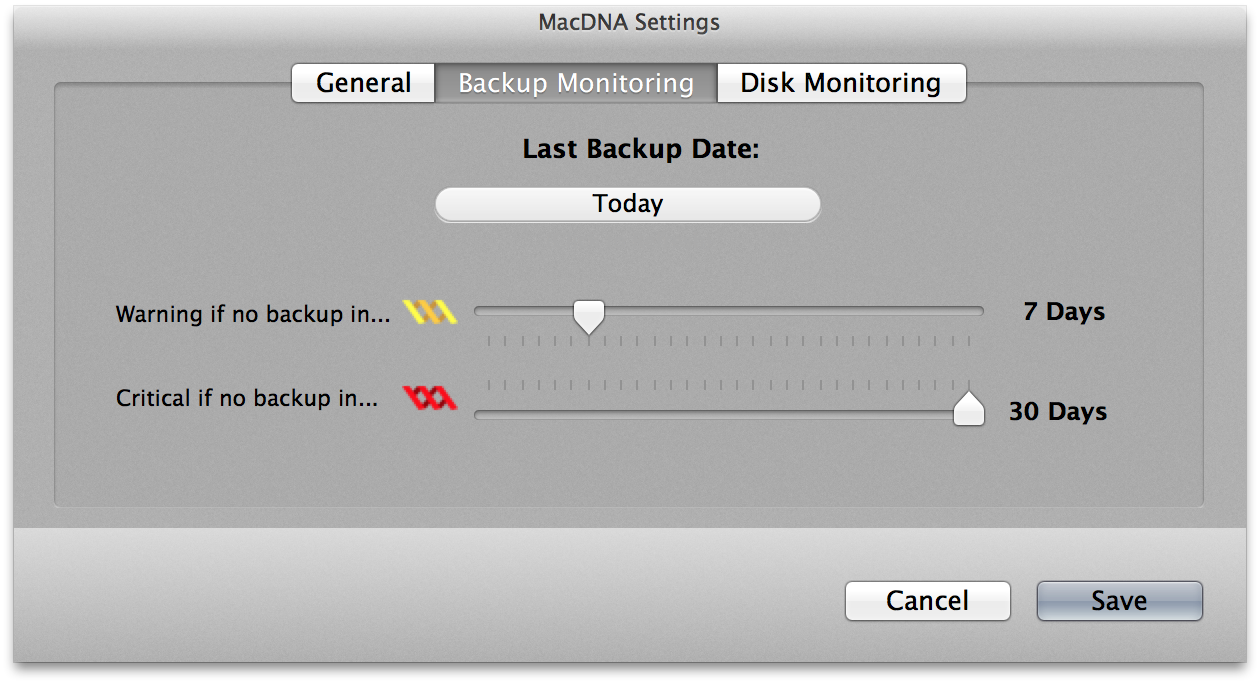 MacDNA Settings
General Backup Monitoring Disk Monitoring
Last Backup Date:
Today
Warning if no backup in... 7 Days
Critical if no backup in... 30 Days
Cancel Save